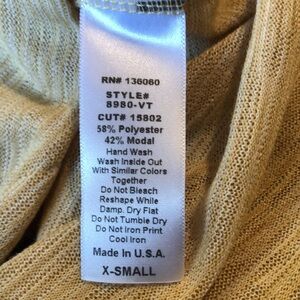 RN# 136060
STYLE#
8980-VT
CUT# 15802
58% Polyester
42% Modal
Hand Wash
Wash Inside Out
With Similar Colors
Together
Do Not Bleach
Reshape While
Damp. Dry Flat
Do Not Tumble Dry
Do Not Iron Print
Cool Iron
Made In U.S.A.
X-SMALL